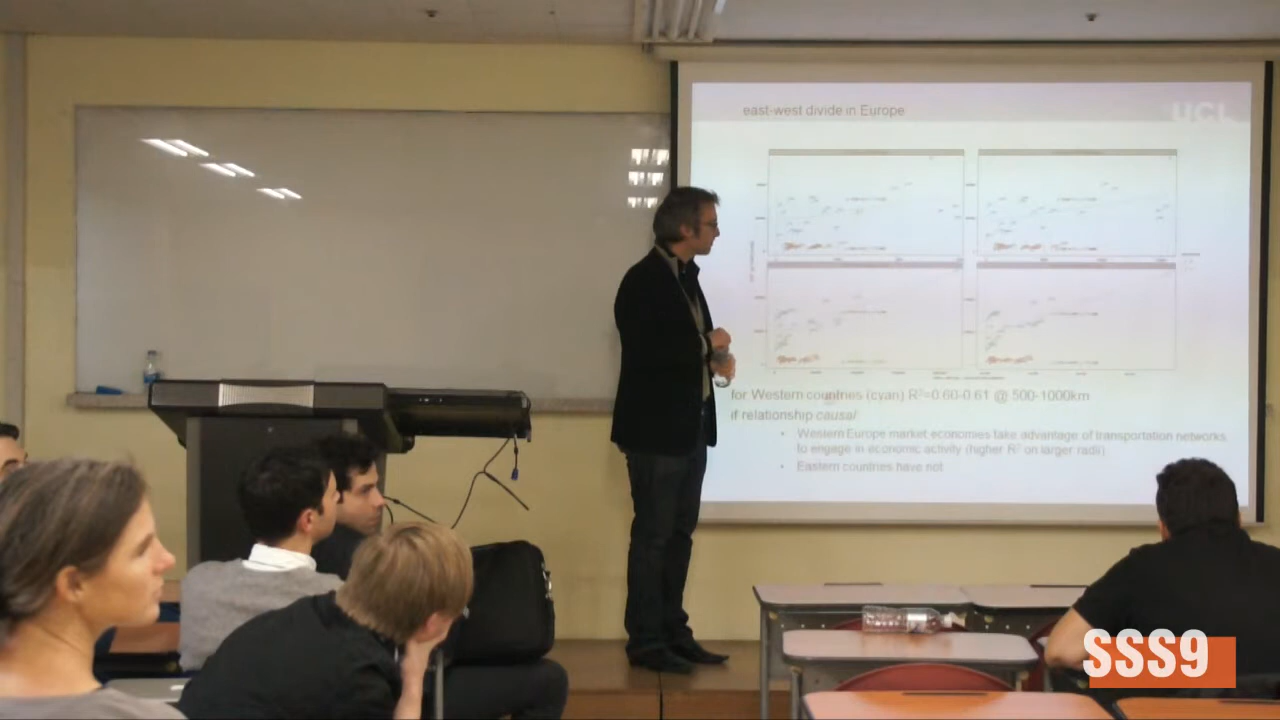 east-west divide in Europe
UCL
for Western countries (cyan) R²=0.60-0.61 @ 500-1000km
if relationship causal
• Western Europe market economies take advantage of transportation networks
to engage in economic activity (higher R² on larger radii)
• Eastern countries have not
SSS9